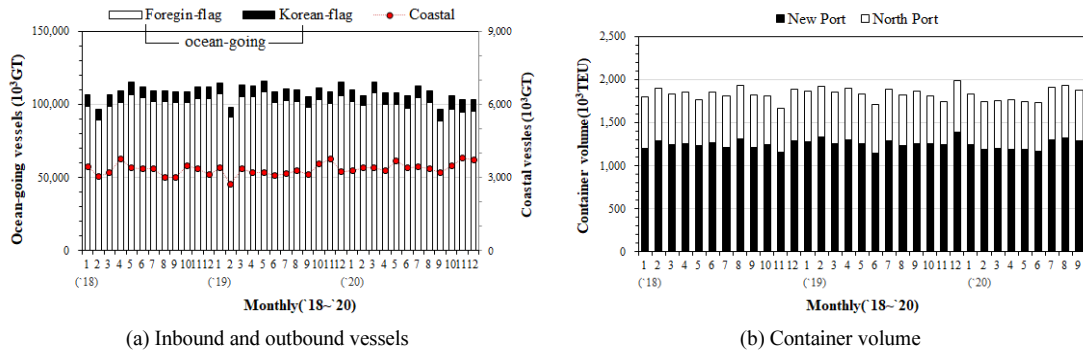 Foregin-flag Korean-flag Coastal
ocean-going
150,000
100,000
50,000
0
Ocean-going vessels (10³GT)
9,000
6,000
3,000
0
Coastal vessles (10³GT)
1 2 3 4 5 6 7 8 9 10 11 12 1 2 3 4 5 6 7 8 9 10 11 12 1 2 3 4 5 6 7 8 9 10 11 12
(`18) (`19) (`20)
Monthly(`18~`20)
(a) Inbound and outbound vessels
New Port North Port
2,500
2,000
1,500
1,000
500
0
Container volume(10³TEU)
1 2 3 4 5 6 7 8 9 10 11 12 1 2 3 4 5 6 7 8 9 10 11 12 1 2 3 4 5 6 7 8 9
(`18) (`19) (`20)
Monthly(`18~`20)
(b) Container volume